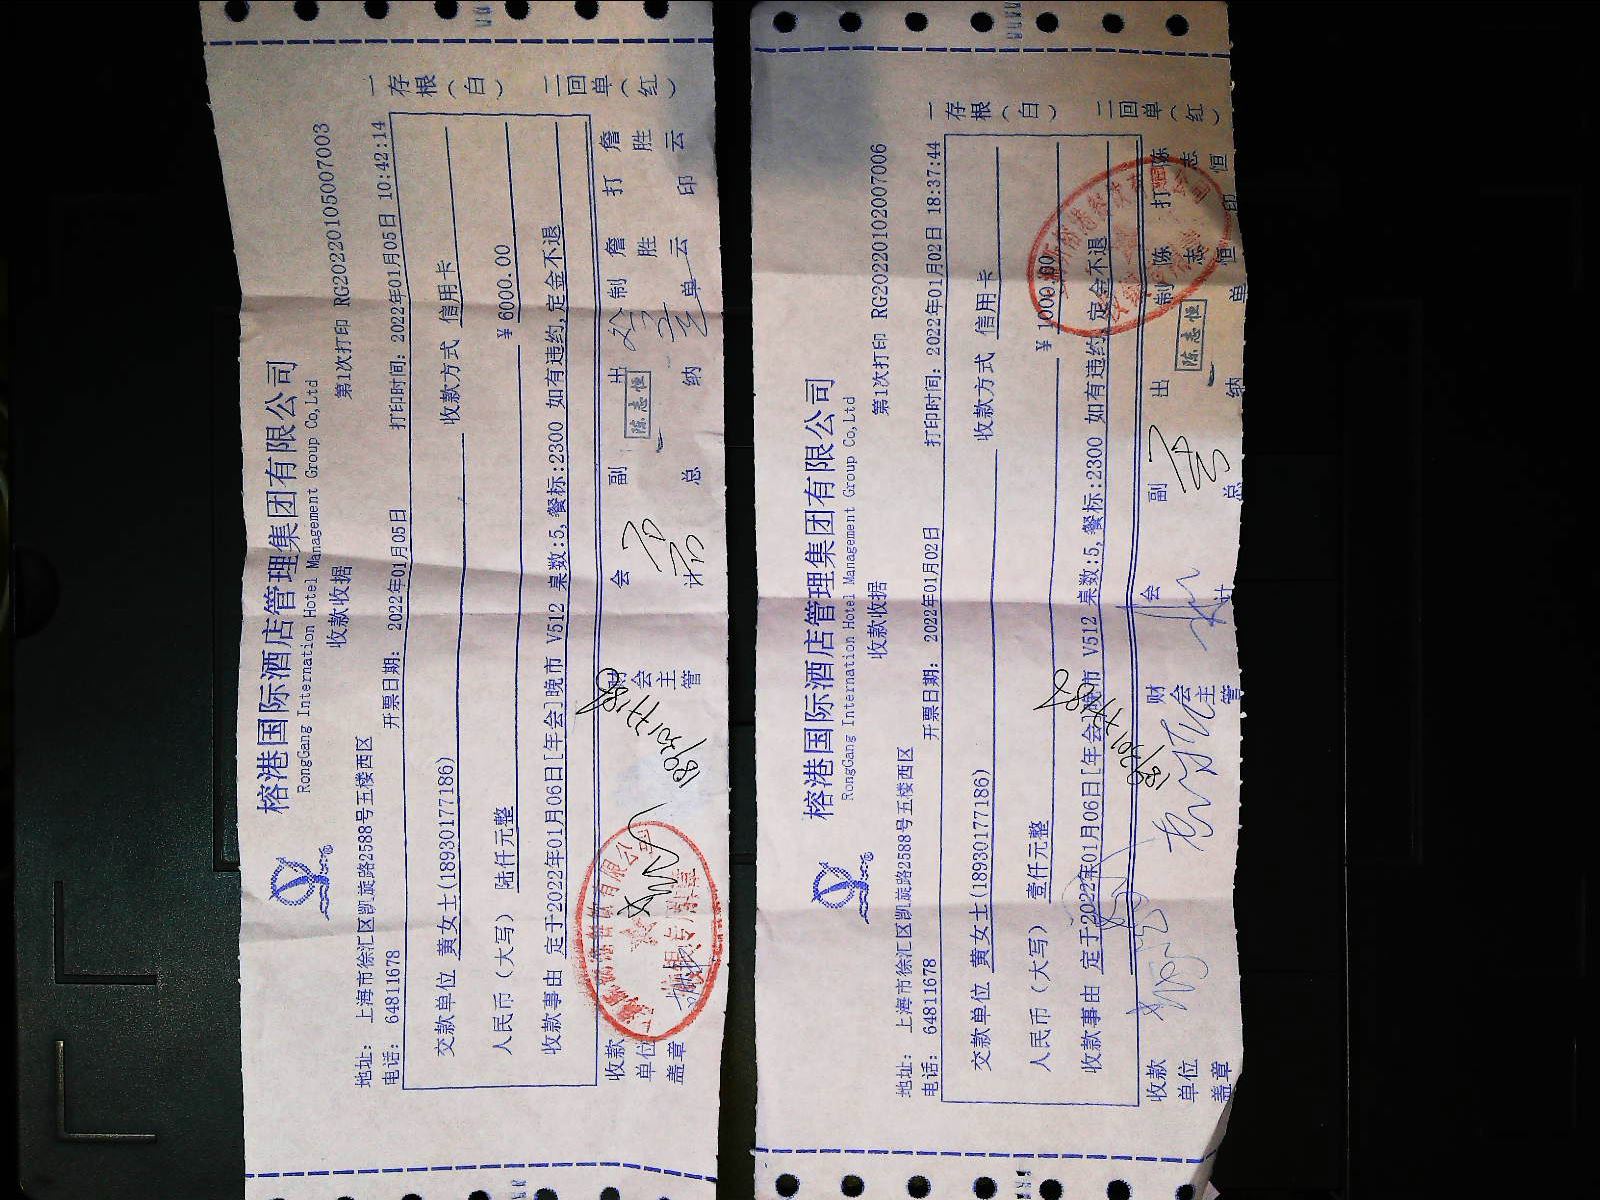 榕港国际酒店管理集团有限公司
RongGang International Hotel Management Group Co,Ltd
收款收据
第1次打印 RG20220105007003
地址: 上海市徐汇区凯旋路2588号五楼西区
电话: 64811678
开票日期: 2022年01月05日
打印时间: 2022年01月05日 10:42:14
交款单位 黄女士(18930177186)
收款方式 信用卡
人民币(大写) 陆仟元整
¥ 6000.00
收款事由 定于2022年01月06日[年会]晚市 V512 桌数:5,餐标:2300 如有违约,定金不退
收款单位盖章
财会主管
会计
副总
出纳
制单
詹胜云
打印
詹胜云
陈志恒
18930177186
一存根(白)
二回单(红)
榕港国际酒店管理集团有限公司
RongGang International Hotel Management Group Co,Ltd
收款收据
第1次打印 RG20220102007006
地址: 上海市徐汇区凯旋路2588号五楼西区
电话: 64811678
开票日期: 2022年01月02日
打印时间: 2022年01月02日 18:37:44
交款单位 黄女士(18930177186)
收款方式 信用卡
人民币(大写) 壹仟元整
¥ 1000.00
收款事由 定于2022年01月06日[年会]晚市 V512 桌数:5,餐标:2300 如有违约,定金不退
收款单位盖章
财会主管
会计
副总
出纳
制单
陈志恒
打印
陈志恒
陈志恒
18930177186
一存根(白)
二回单(红)